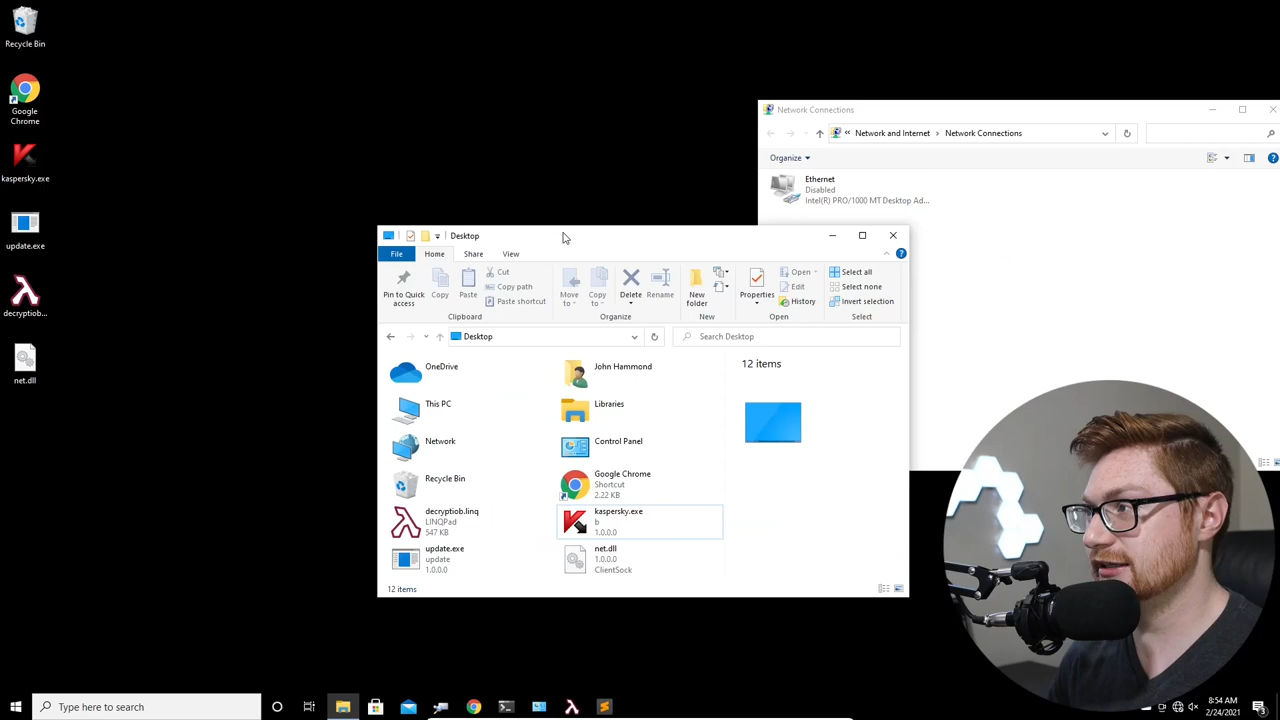 Recycle Bin
Google
Chrome
kaspersky.exe
update.exe
decryptiob...
net.dll
Network Connections
« Network and Internet › Network Connections
Organize
Ethernet
Disabled
Intel(R) PRO/1000 MT Desktop Ad...
Desktop
File Home Share View
Pin to Quick
access
Copy
Paste
Cut
Copy path
Paste shortcut
Clipboard
Move
to
Copy
to
Delete
Rename
Organize
New
folder
New
Properties
Open
Edit
History
Open
Select all
Select none
Invert selection
Select
Desktop
Search Desktop
OneDrive
John Hammond
This PC
Libraries
Network
Control Panel
Recycle Bin
Google Chrome
Shortcut
2.22 KB
decryptiob.linq
LINQPad
547 KB
kaspersky.exe
b
1.0.0.0
update.exe
update
1.0.0.0
net.dll
1.0.0.0
ClientSock
12 items
12 items
Type here to search
8:54 AM
2/24/2021